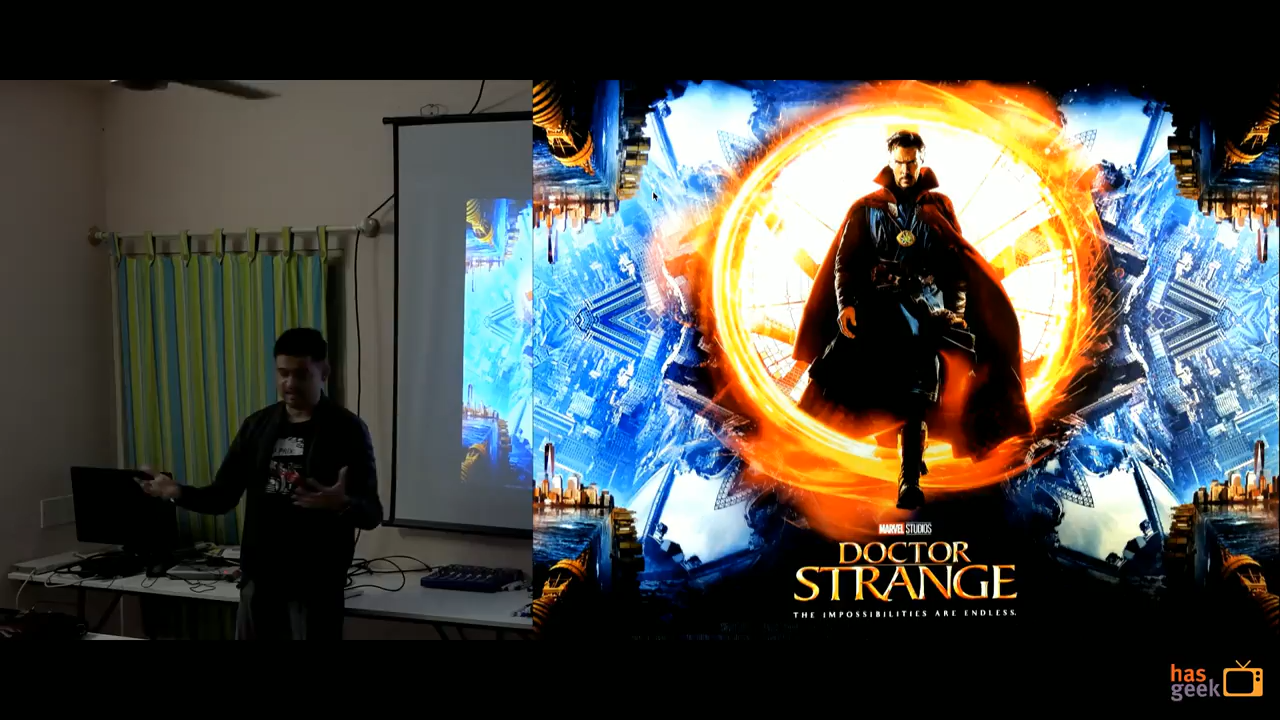 MARVEL STUDIOS
DOCTOR
STRANGE
THE IMPOSSIBILITIES ARE ENDLESS.
has
geek